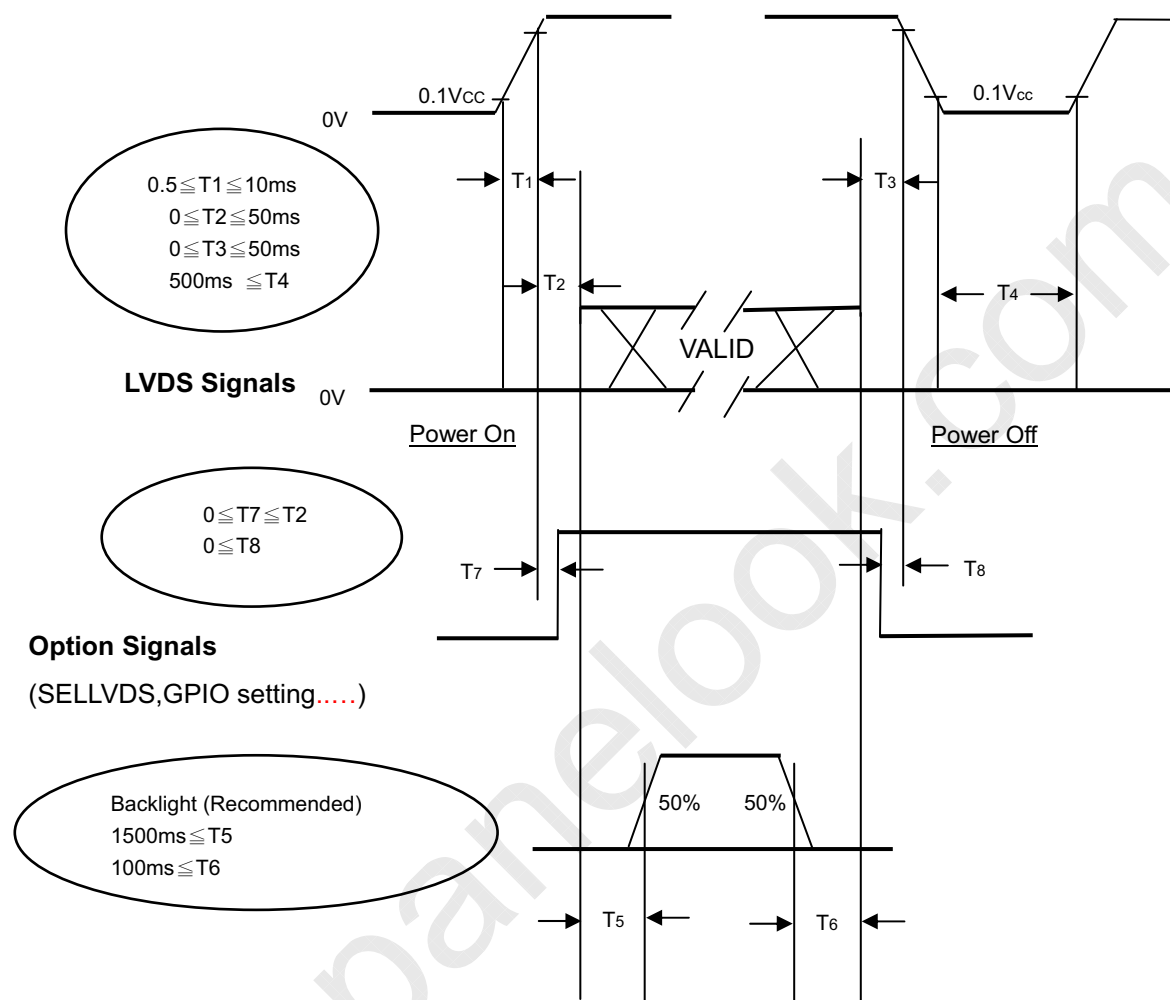 0.1Vcc
0.1Vcc
0V
0.5≦T1≦10ms
0≦T2≦50ms
0≦T3≦50ms
500ms ≦T4
T1
T3
T2
T4
VALID
LVDS Signals
0V
Power On
Power Off
0≦T7≦T2
0≦T8
T7
T8
Option Signals
(SELLVDS,GPIO setting.....)
Backlight (Recommended)
1500ms≦T5
100ms≦T6
50%
50%
T5
T6
panelook.com